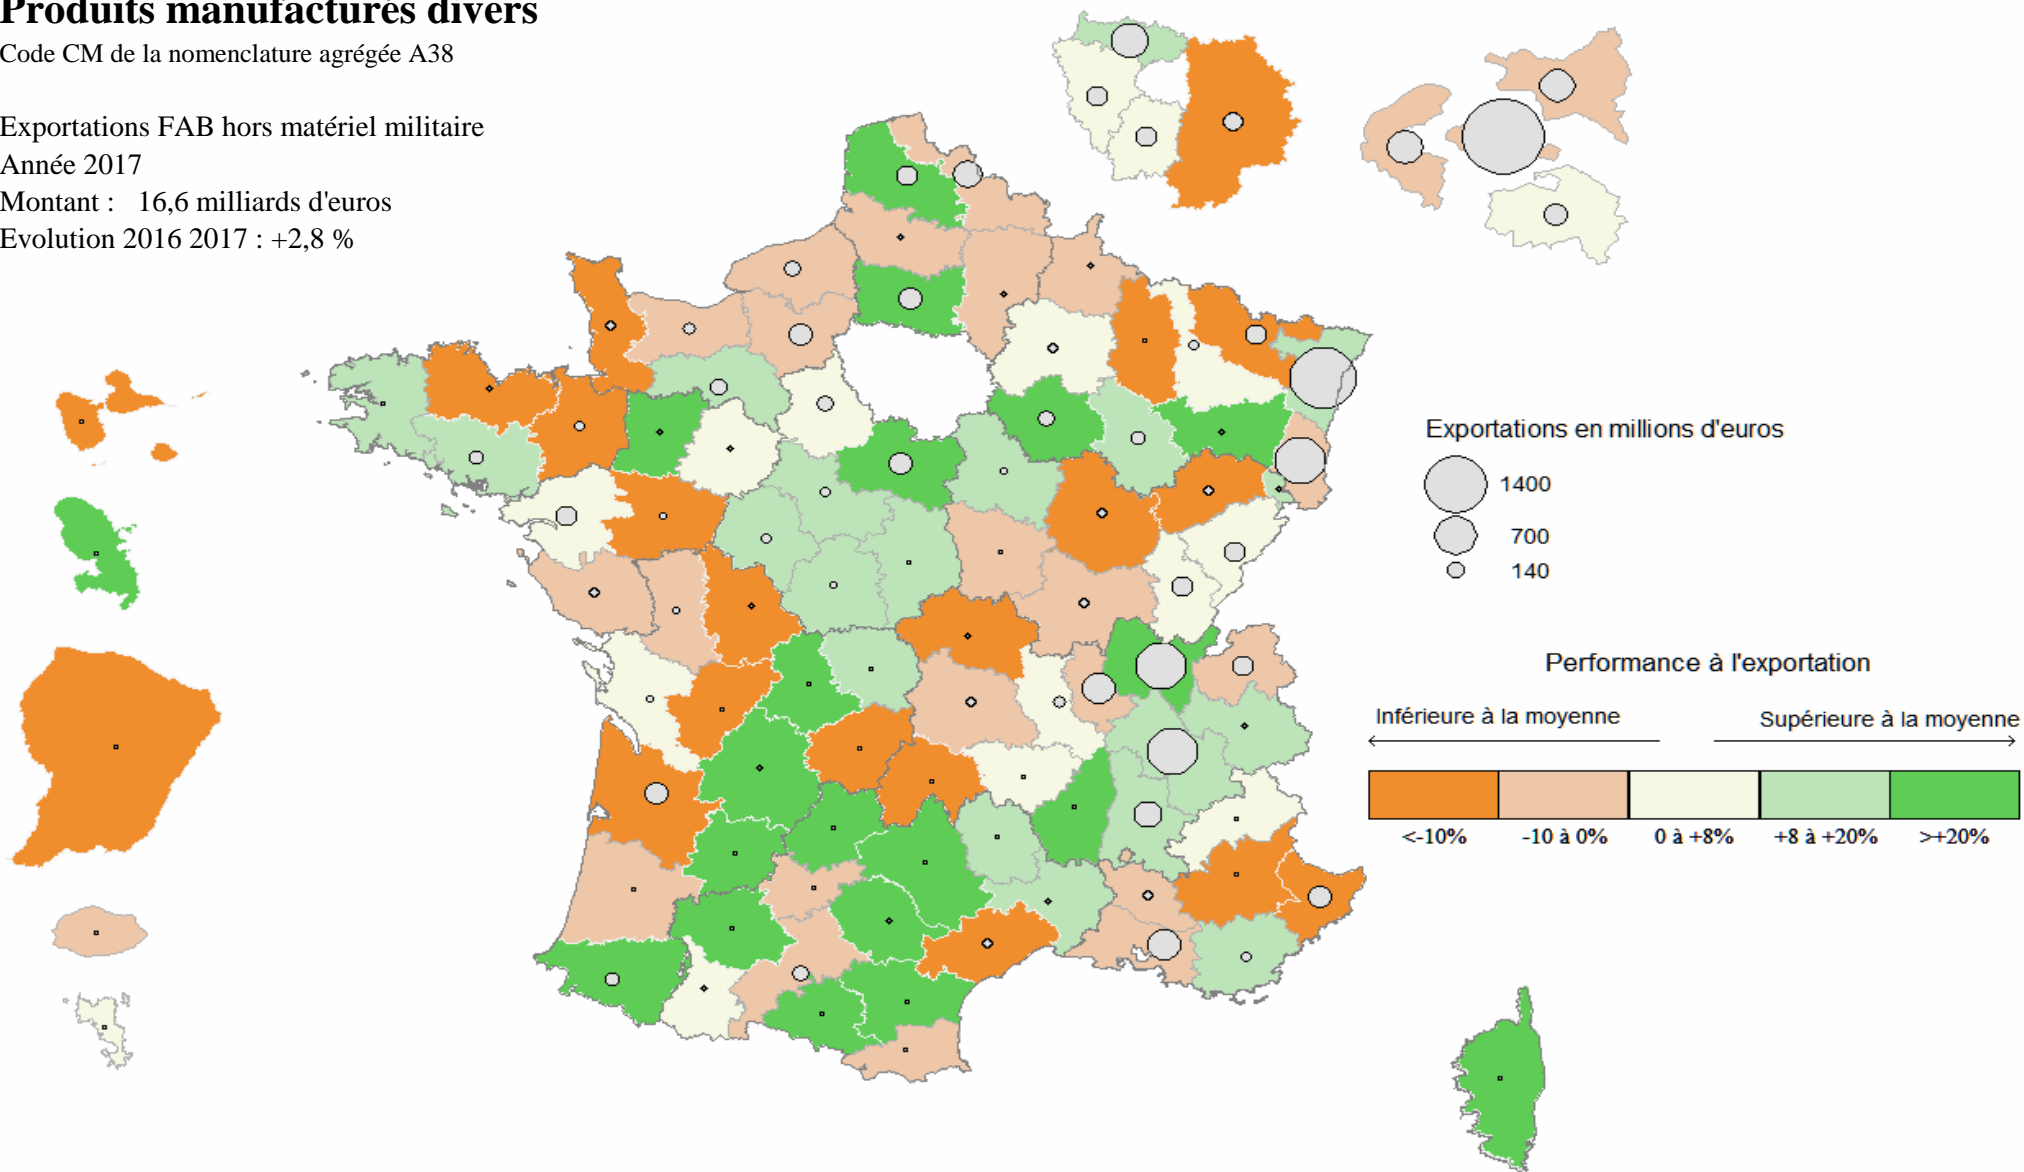 Produits manufacturés divers
Code CM de la nomenclature agrégée A38
Exportations FAB hors matériel militaire
Année 2017
Montant : 16,6 milliards d'euros
Evolution 2016 2017 : +2,8 %
Exportations en millions d'euros
1400
700
140
Performance à l'exportation
Inférieure à la moyenne Supérieure à la moyenne
<-10% -10 à 0% 0 à +8% +8 à +20% >+20%